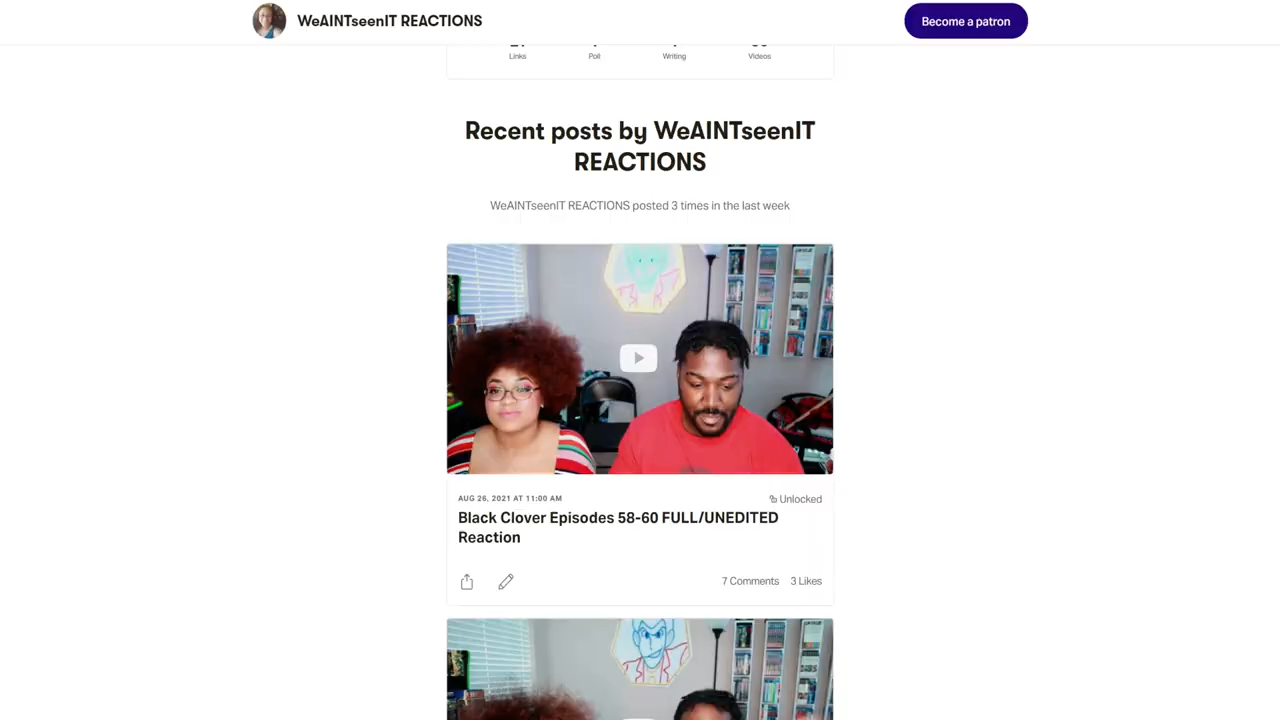 WeAINTseenIT REACTIONS
Become a patron
Links
Poll
Writing
Videos
Recent posts by WeAINTseenIT
REACTIONS
WeAINTseenIT REACTIONS posted 3 times in the last week
AUG 26, 2021 AT 11:00 AM
Unlocked
Black Clover Episodes 58-60 FULL/UNEDITED
Reaction
7 Comments
3 Likes